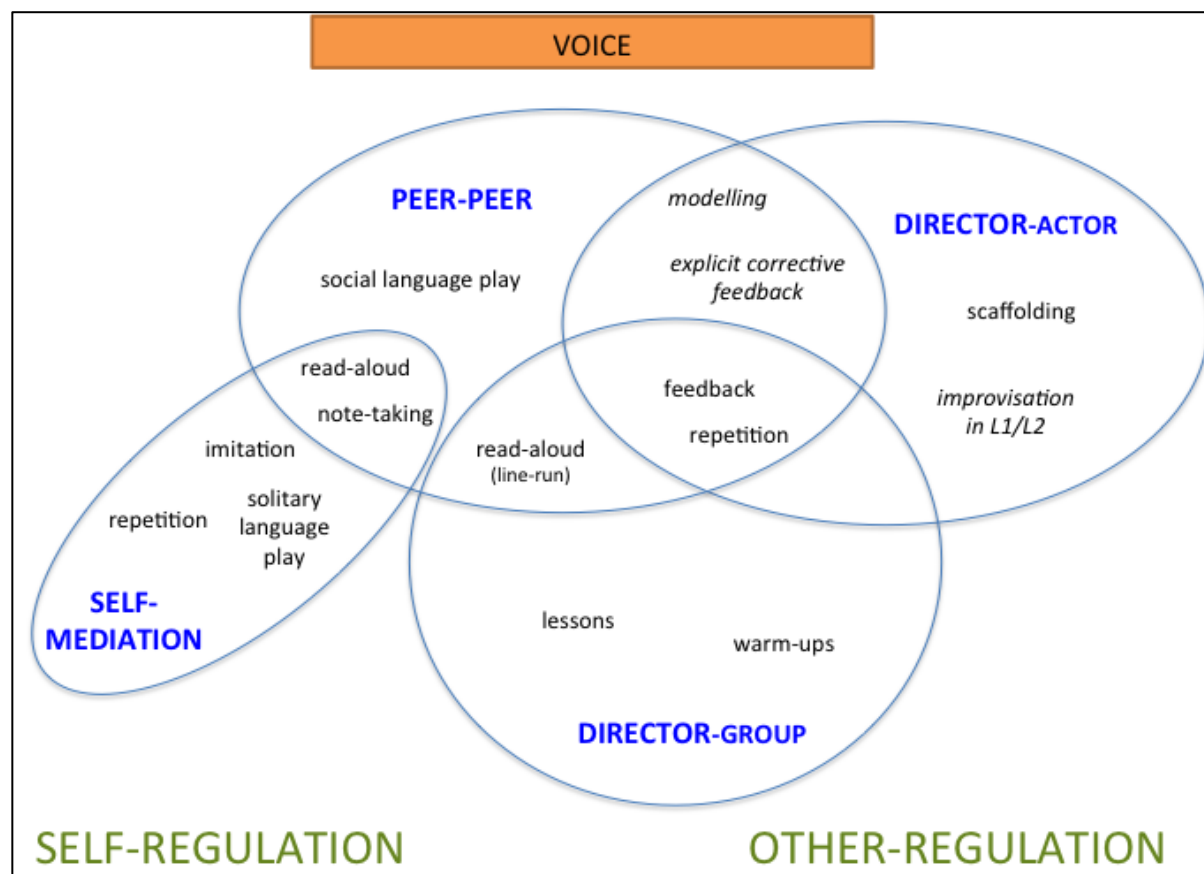 VOICE
PEER-PEER
modelling
DIRECTOR-ACTOR
explicit corrective
feedback
social language play
scaffolding
read-aloud
note-taking
feedback
improvisation
in L1/L2
imitation
read-aloud
(line-run)
repetition
repetition
solitary
language
play
SELF-
MEDIATION
lessons
warm-ups
DIRECTOR-GROUP
SELF-REGULATION
OTHER-REGULATION